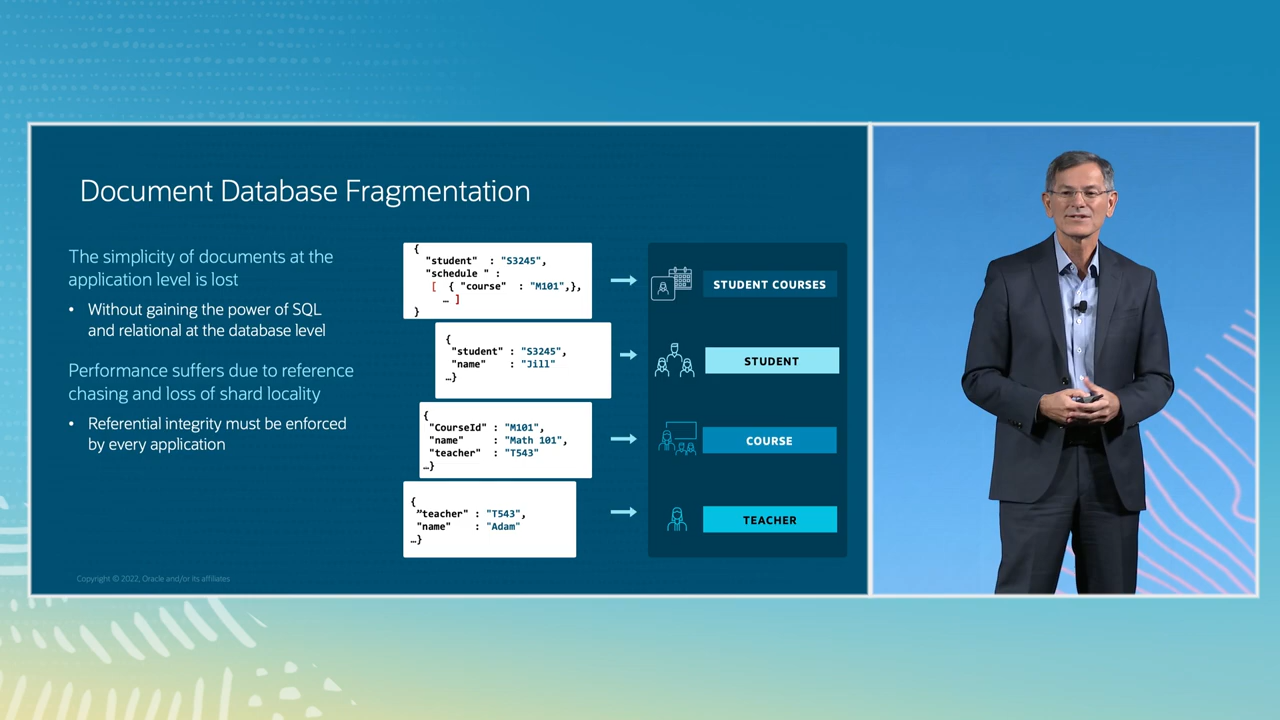 Document Database Fragmentation
The simplicity of documents at the
application level is lost
• Without gaining the power of SQL
and relational at the database level
Performance suffers due to reference
chasing and loss of shard locality
• Referential integrity must be enforced
by every application
{
"student" : "S3245",
"schedule " :
[ { "course" : "M101",},
… ]
}
STUDENT COURSES
{
"student" : "S3245",
"name" : "Jill"
…}
STUDENT
{
"CourseId" : "M101",
"name" : "Math 101",
"teacher" : "T543"
…}
COURSE
{
”teacher" : "T543",
"name" : "Adam"
…}
TEACHER
Copyright © 2022, Oracle and/or its affiliates